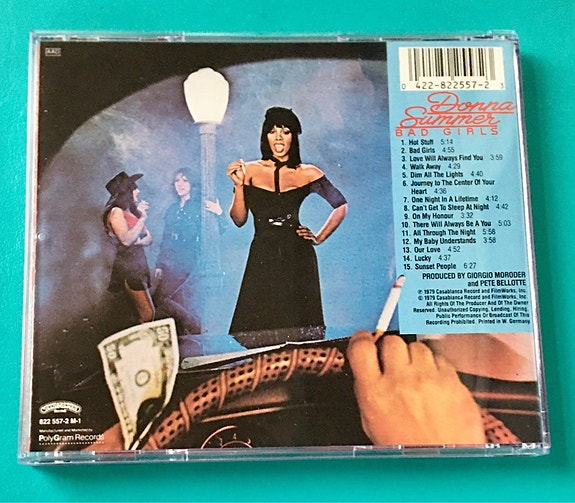 AAD
0 422-822557-2 3
Donna
Summer
BAD GIRLS
1. Hot Stuff 5:14
2. Bad Girls 4:55
3. Love Will Always Find You 3:59
4. Walk Away 4:29
5. Dim All The Lights 4:40
6. Journey to The Center Of Your
Heart 4:36
7. One Night In A Lifetime 4:12
8. Can't Get To Sleep At Night 4:42
9. On My Honour 3:32
10. There Will Always Be A You 5:03
11. All Through The Night 5:58
12. My Baby Understands 3:58
13. Our Love 4:52
14. Lucky 4:37
15. Sunset People 6:27
PRODUCED BY GIORGIO MORODER
and PETE BELLOTTE
℗ 1979 Casablanca Record and FilmWorks, Inc.
© 1979 Casablanca Record and FilmWorks, Inc.
All Rights Of The Producer And Of The Owner
Reserved. Unauthorized Copying, Lending, Hiring,
Public Performance Or Broadcast Of This
Recording Prohibited. Printed in W. Germany
Casablanca
822 557-2 M-1
Manufactured and Marketed by
PolyGram Records